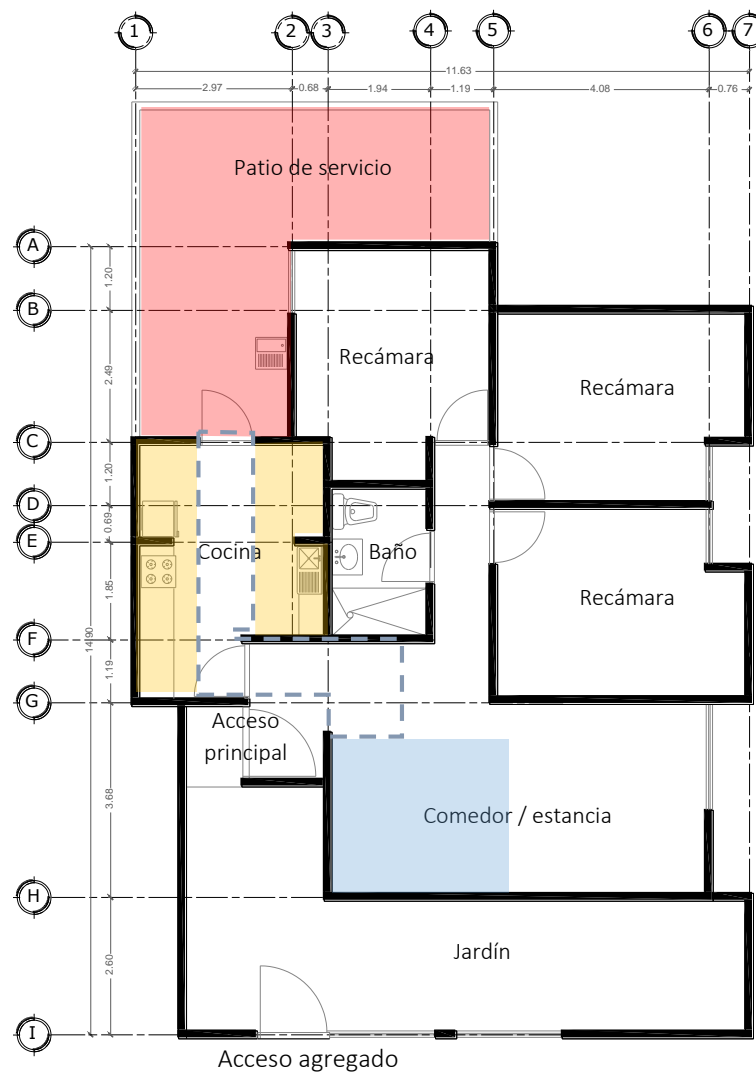 1
2
3
4
5
6
7
11.63
2.97
0.68
1.94
1.19
4.08
0.76
Patio de servicio
A
1.20
B
2.49
Recámara
Recámara
C
1.20
D
0.69
E
Cocina
Baño
1.85
Recámara
F
14.90
1.19
G
Acceso
principal
3.68
Comedor / estancia
H
Jardín
2.60
I
Acceso agregado